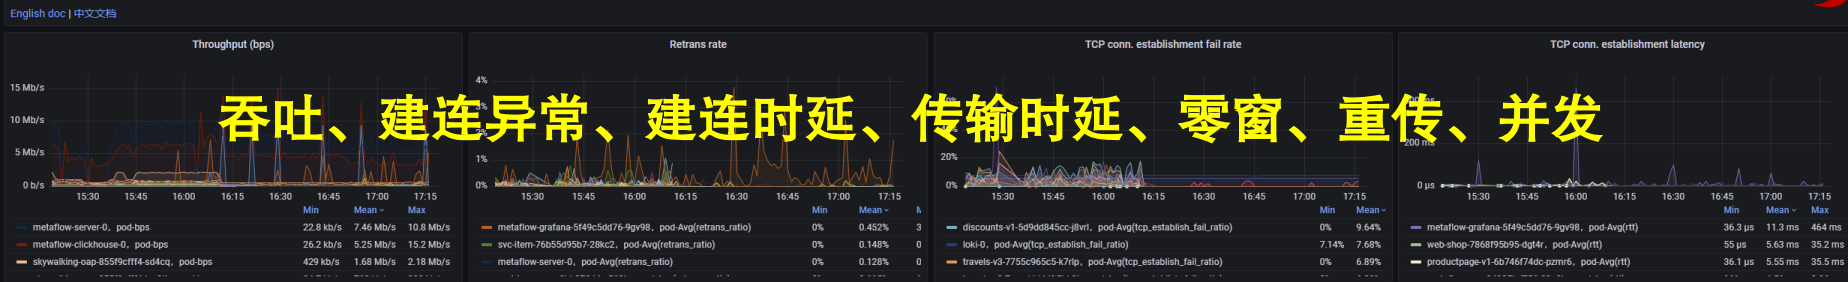 English doc | 中文文档
Throughput (bps)
15 Mb/s
10 Mb/s
5 Mb/s
0 b/s
15:30 15:45 16:00 16:15 16:30 16:45 17:00 17:15
Min Mean Max
metaflow-server-0, pod-bps 22.8 kb/s 7.46 Mb/s 10.8 Mb/s
metaflow-clickhouse-0, pod-bps 26.2 kb/s 5.25 Mb/s 15.2 Mb/s
skywalking-oap-855f9cfff4-sd4cq, pod-bps 429 kb/s 1.68 Mb/s 2.18 Mb/s
Retrans rate
4%
3%
2%
1%
0%
15:30 15:45 16:00 16:15 16:30 16:45 17:00 17:15
Min Mean
metaflow-grafana-5f49c5dd76-9gv98, pod-Avg(retrans_ratio) 0% 0.452% 3
svc-item-76b55d95b7-28kc2, pod-Avg(retrans_ratio) 0% 0.148% 0
metaflow-server-0, pod-Avg(retrans_ratio) 0% 0.128% 0
TCP conn. establishment fail rate
20%
0%
15:30 15:45 16:00 16:15 16:30 16:45 17:00 17:15
Min Mean
discounts-v1-5d9dd845cc-j8vrl, pod-Avg(tcp_establish_fail_ratio) 0% 9.64%
loki-0, pod-Avg(tcp_establish_fail_ratio) 7.14% 7.68%
travels-v3-7755c965c5-k7rlp, pod-Avg(tcp_establish_fail_ratio) 0% 6.89%
TCP conn. establishment latency
200 ms
0 µs
15:30 15:45 16:00 16:15 16:30 16:45 17:00 17:15
Min Mean Max
metaflow-grafana-5f49c5dd76-9gv98, pod-Avg(rtt) 36.3 µs 11.3 ms 464 ms
web-shop-7868f95b95-dgt4r, pod-Avg(rtt) 55 µs 5.63 ms 35.2 ms
productpage-v1-6b746f74dc-pzmr6, pod-Avg(rtt) 36.1 µs 5.55 ms 35.5 ms
吞吐、建连异常、建连时延、传输时延、零窗、重传、并发